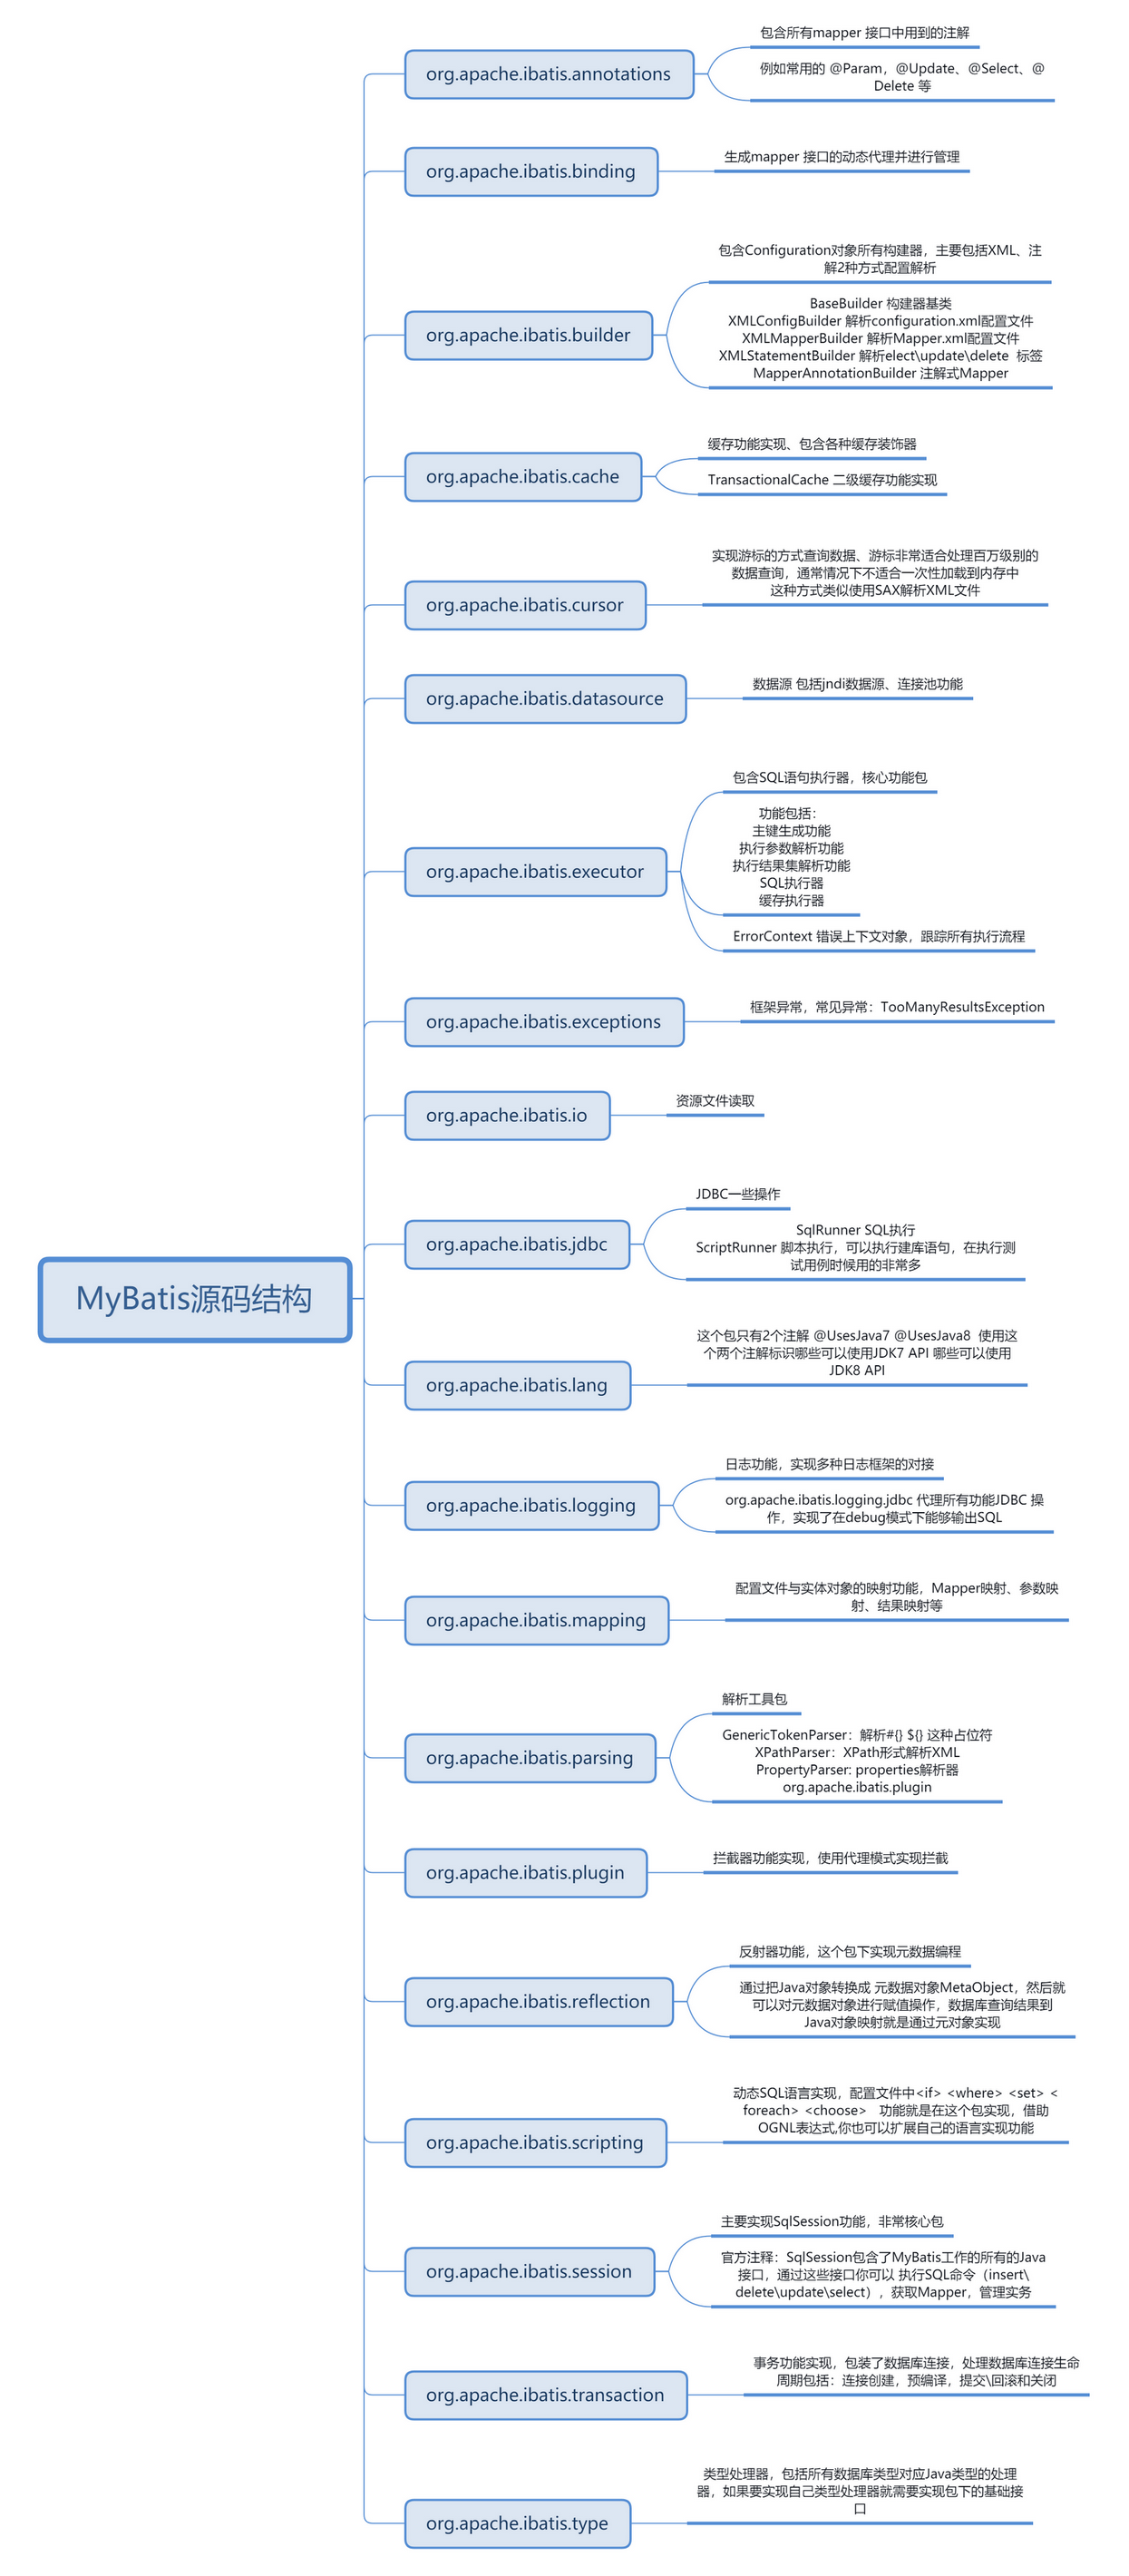 MyBatis源码结构
org.apache.ibatis.annotations
包含所有mapper 接口中用到的注解
例如常用的 @Param，@Update、@Select、@
Delete 等
org.apache.ibatis.binding
生成mapper 接口的动态代理并进行管理
org.apache.ibatis.builder
包含Configuration对象所有构建器，主要包括XML、注
解2种方式配置解析
BaseBuilder 构建器基类
XMLConfigBuilder 解析configuration.xml配置文件
XMLMapperBuilder 解析Mapper.xml配置文件
XMLStatementBuilder 解析elect\update\delete  标签
MapperAnnotationBuilder 注解式Mapper
org.apache.ibatis.cache
缓存功能实现、包含各种缓存装饰器
TransactionalCache 二级缓存功能实现
org.apache.ibatis.cursor
实现游标的方式查询数据、游标非常适合处理百万级别的
数据查询，通常情况下不适合一次性加载到内存中
这种方式类似使用SAX解析XML文件
org.apache.ibatis.datasource
数据源 包括jndi数据源、连接池功能
org.apache.ibatis.executor
包含SQL语句执行器，核心功能包
功能包括：
主键生成功能
执行参数解析功能
执行结果集解析功能
SQL执行器
缓存执行器
ErrorContext 错误上下文对象，跟踪所有执行流程
org.apache.ibatis.exceptions
框架异常，常见异常：TooManyResultsException
org.apache.ibatis.io
资源文件读取
org.apache.ibatis.jdbc
JDBC一些操作
SqlRunner SQL执行
ScriptRunner 脚本执行，可以执行建库语句，在执行测
试用例时候用的非常多
org.apache.ibatis.lang
这个包只有2个注解 @UsesJava7 @UsesJava8  使用这
个两个注解标识哪些可以使用JDK7 API 哪些可以使用
JDK8 API
org.apache.ibatis.logging
日志功能，实现多种日志框架的对接
org.apache.ibatis.logging.jdbc 代理所有功能JDBC 操
作，实现了在debug模式下能够输出SQL
org.apache.ibatis.mapping
配置文件与实体对象的映射功能，Mapper映射、参数映
射、结果映射等
org.apache.ibatis.parsing
解析工具包
GenericTokenParser：解析#{} ${} 这种占位符
XPathParser：XPath形式解析XML
PropertyParser: properties解析器
org.apache.ibatis.plugin
org.apache.ibatis.plugin
拦截器功能实现，使用代理模式实现拦截
org.apache.ibatis.reflection
反射器功能，这个包下实现元数据编程
通过把Java对象转换成 元数据对象MetaObject，然后就
可以对元数据对象进行赋值操作，数据库查询结果到
Java对象映射就是通过元对象实现
org.apache.ibatis.scripting
动态SQL语言实现，配置文件中<if> <where> <set> <
foreach> <choose>   功能就是在这个包实现，借助
OGNL表达式,你也可以扩展自己的语言实现功能
org.apache.ibatis.session
主要实现SqlSession功能，非常核心包
官方注释：SqlSession包含了MyBatis工作的所有的Java
接口，通过这些接口你可以 执行SQL命令（insert\
delete\update\select），获取Mapper，管理实务
org.apache.ibatis.transaction
事务功能实现，包装了数据库连接，处理数据库连接生命
周期包括：连接创建，预编译，提交\回滚和关闭
org.apache.ibatis.type
类型处理器，包括所有数据库类型对应Java类型的处理
器，如果要实现自己类型处理器就需要实现包下的基础接
口